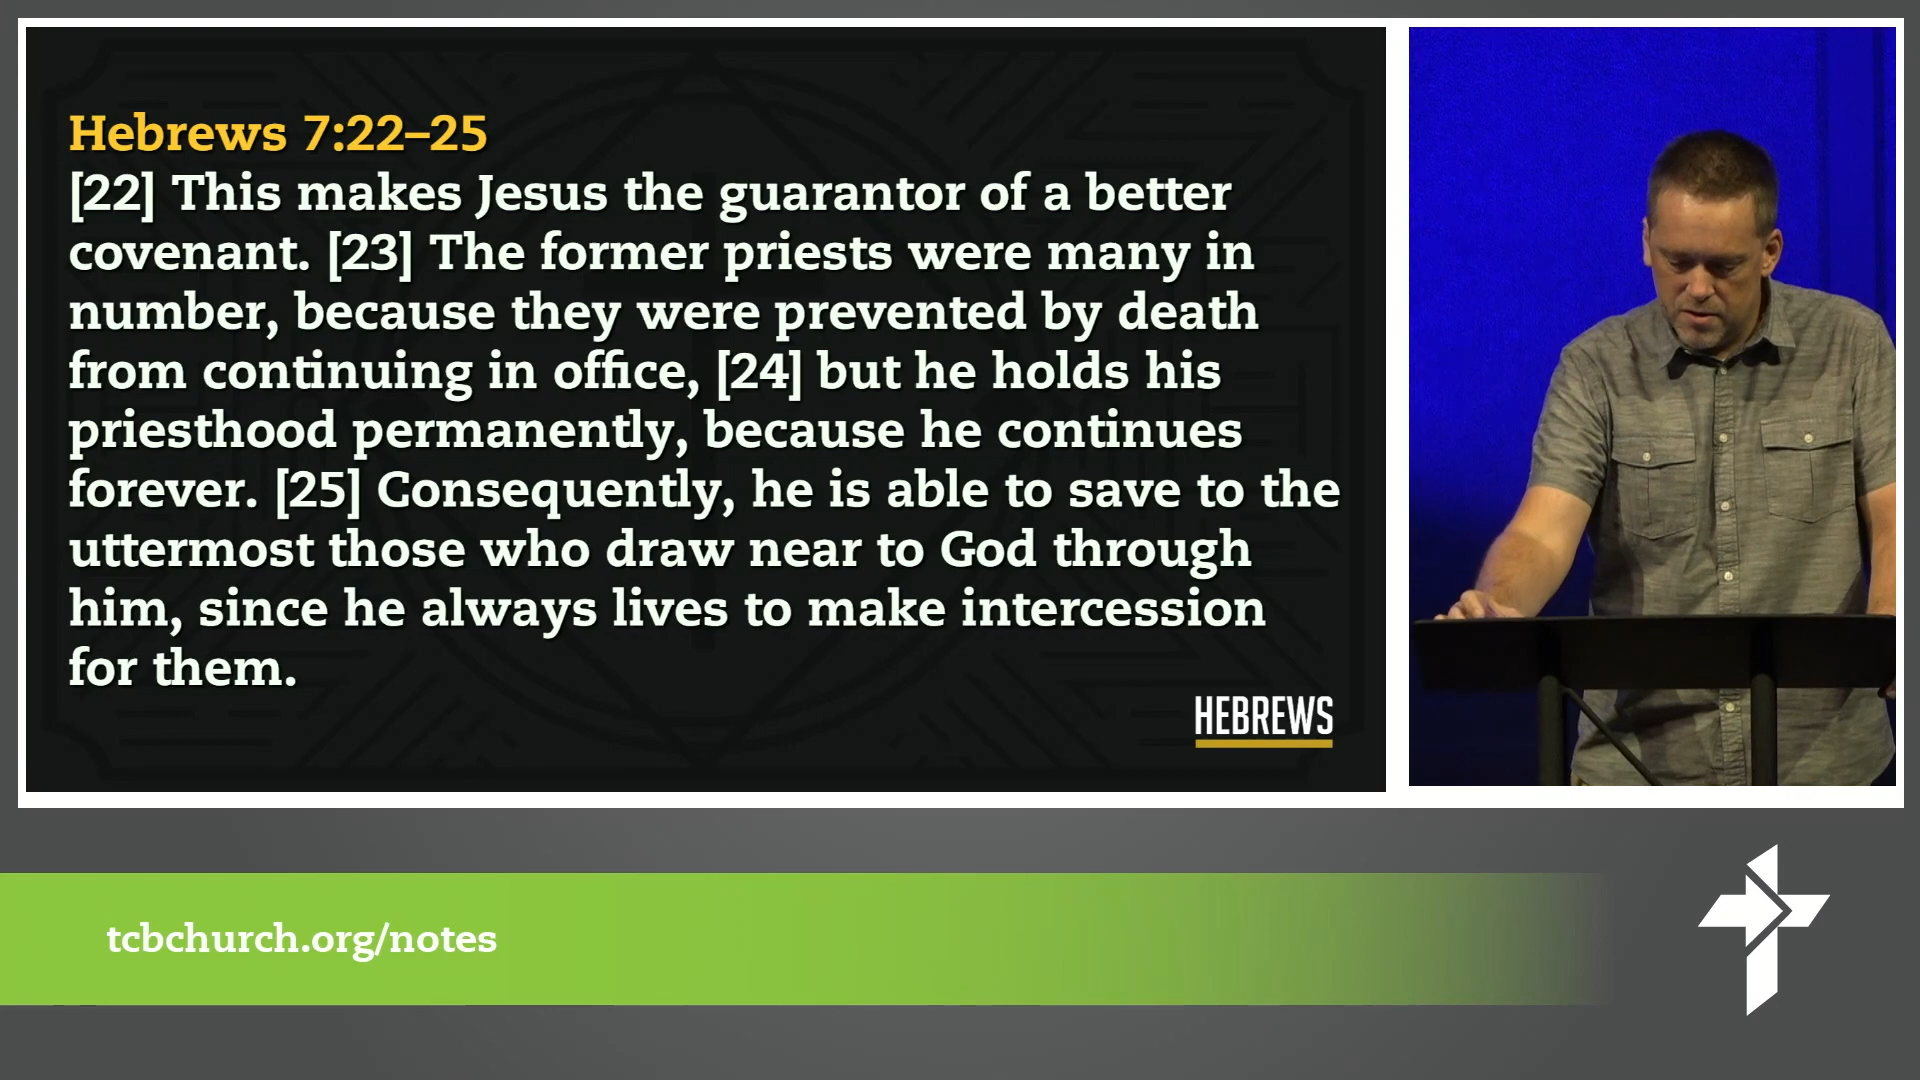 Hebrews 7:22–25
[22] This makes Jesus the guarantor of a better
covenant. [23] The former priests were many in
number, because they were prevented by death
from continuing in office, [24] but he holds his
priesthood permanently, because he continues
forever. [25] Consequently, he is able to save to the
uttermost those who draw near to God through
him, since he always lives to make intercession
for them.
HEBREWS
tcbchurch.org/notes